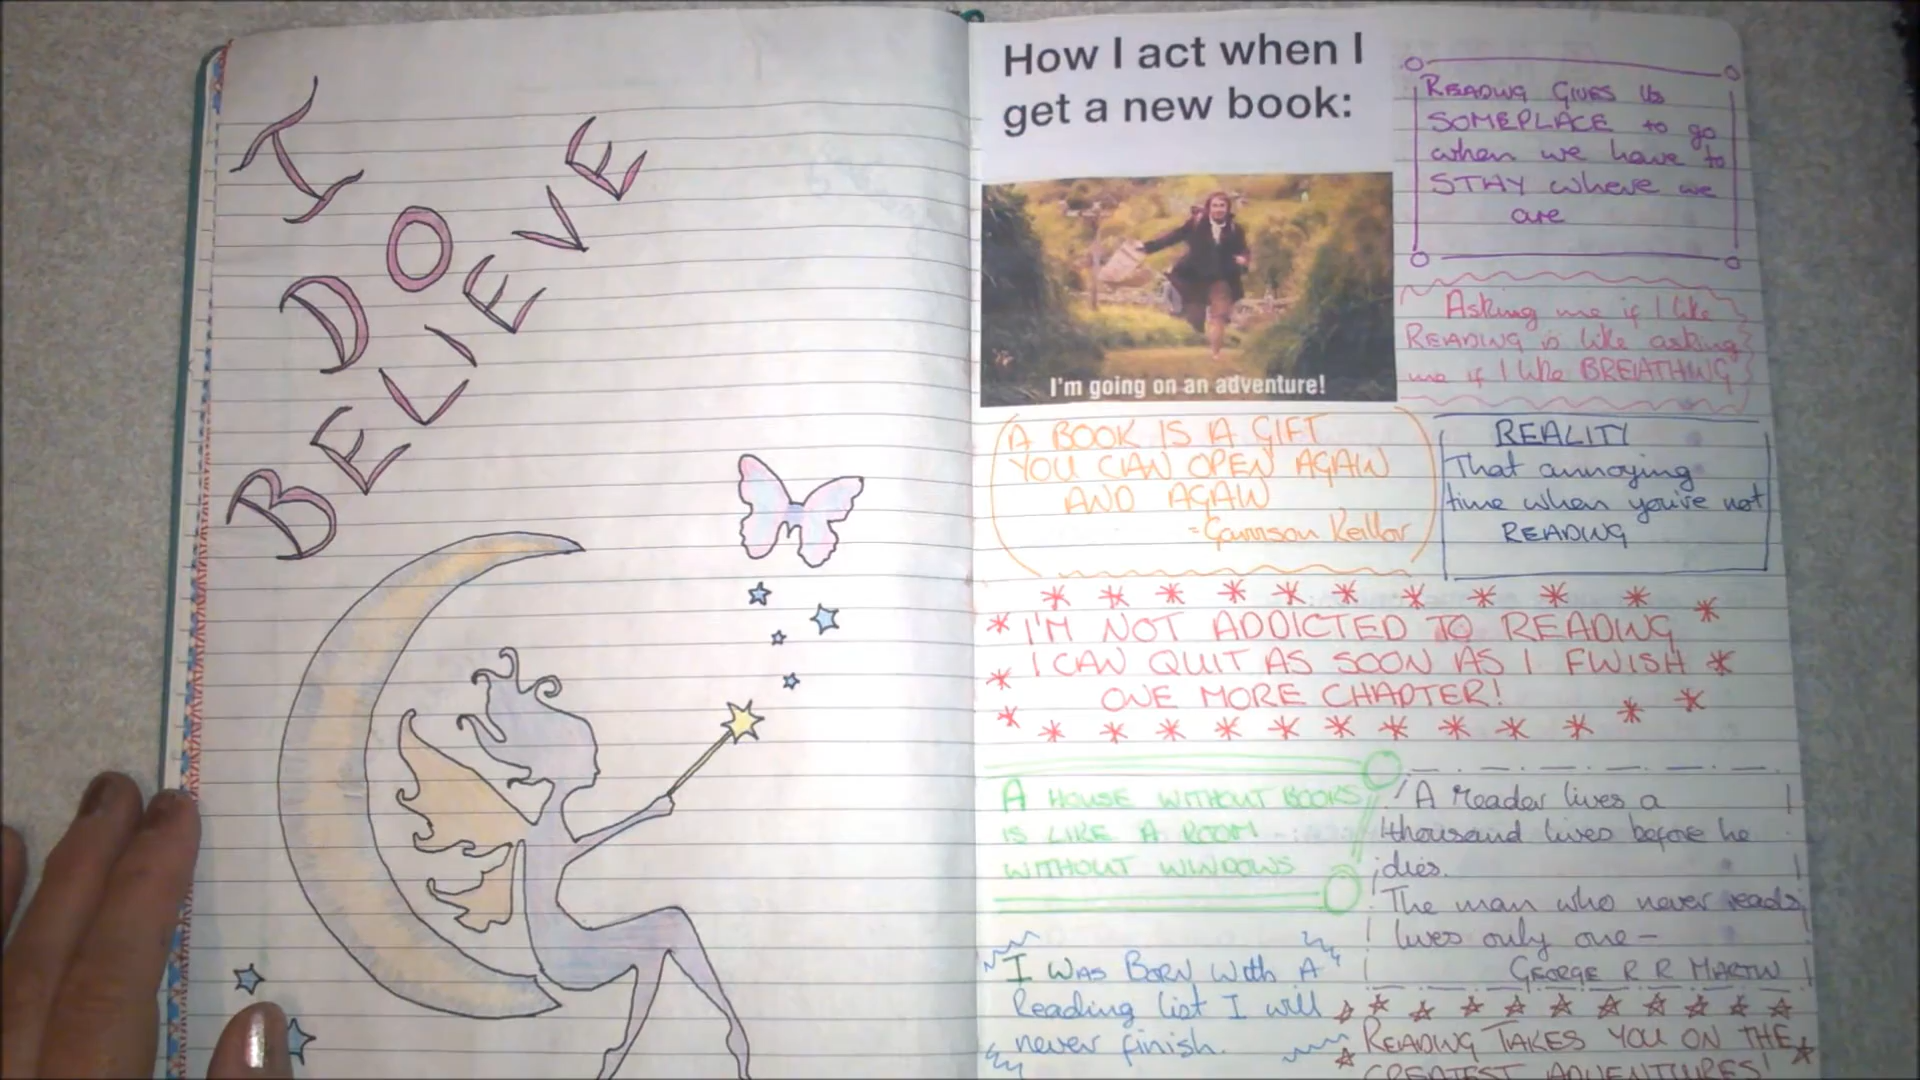 I
DO
BELIEVE
How I act when I
get a new book:
I'm going on an adventure!
READING GIVES US
SOMEPLACE to go
when we have to
STAY where we
are
Asking me if I like
READING is like asking
me if I like BREATHING
A BOOK IS A GIFT
YOU CAN OPEN AGAIN
AND AGAIN
- Garrison Keillor
REALITY
That annoying
time when you're not
READING
I'M NOT ADDICTED TO READING
I CAN QUIT AS SOON AS I FWISH
ONE MORE CHAPTER!
A HOUSE WITHOUT BOOKS
IS LIKE A ROOM
WITHOUT WINDOWS
A reader lives a
thousand lives before he
dies.
The man who never reads
lives only one -
GEORGE R R MARTIN
I WAS BORN WITH A
Reading list I will
never finish.
READING TAKES YOU ON THE
GREATEST ADVENTURES!